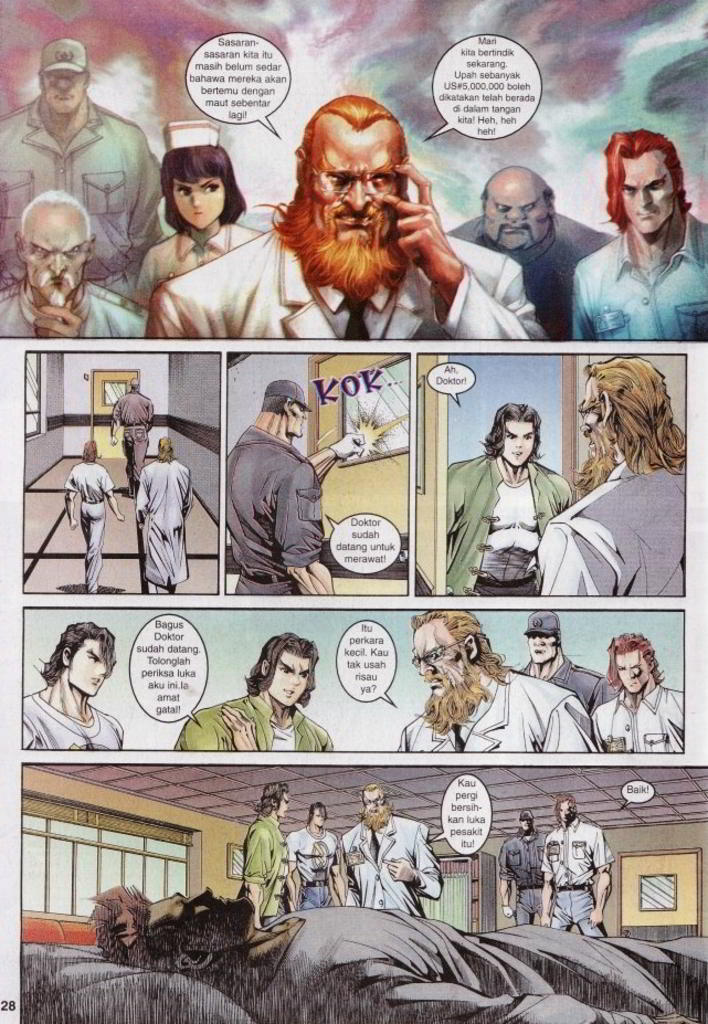 Sasaran-
sasaran kita itu
masih belum sedar
bahawa mereka akan
bertemu dengan
maut sebentar
lagi!
Mari
kita bertindik
sekarang.
Upah sebanyak
US#5,000,000 boleh
dikatakan telah berada
di dalam tangan
kita! Heh, heh
heh!
KOK...
Doktor
sudah
datang untuk
merawat!
Ah,
Doktor!
Bagus
Doktor
sudah datang.
Tolonglah
periksa luka
aku ini.Ia
gatal!
Itu
perkara
kecil. Kau
tak usah
risau
ya?
Kau
pergi
bersih-
kan luka
pesakit
itu!
Baik!
28